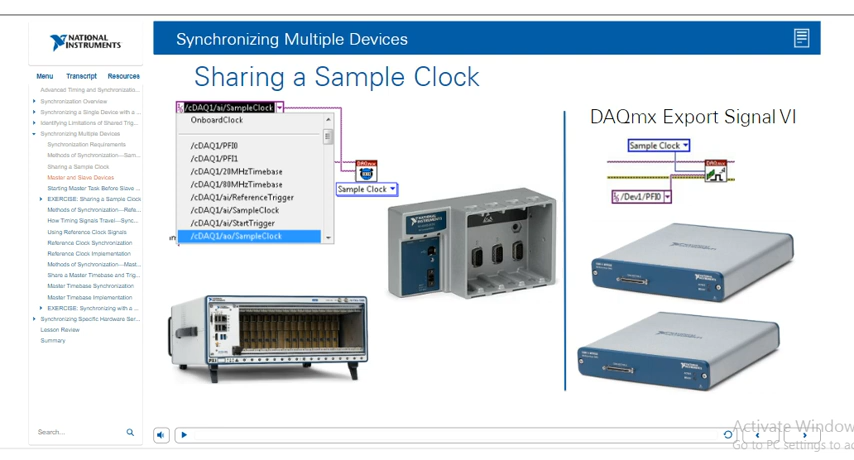 NATIONAL
INSTRUMENTS
Synchronizing Multiple Devices
Menu Transcript Resources
Advanced Timing and Synchronizatio...
Synchronization Overview
Synchronizing a Single Device with a ...
Identifying Limitations of Shared Trig...
Synchronizing Multiple Devices
Synchronization Requirements
Methods of Synchronization—Sam...
Sharing a Sample Clock
Master and Slave Devices
Starting Master Task Before Slave ...
EXERCISE: Sharing a Sample Clock
Methods of Synchronization—Refe...
How Timing Signals Travel—Sync...
Using Reference Clock Signals
Reference Clock Synchronization
Reference Clock Implementation
Methods of Synchronization—Mast...
Share a Master Timebase and Trig...
Master Timebase Synchronization
Master Timebase Implementation
EXERCISE: Synchronizing with a ...
Synchronizing Specific Hardware Ser...
Lesson Review
Summary
Search...
Sharing a Sample Clock
/cDAQ1/ai/SampleClock
OnboardClock
/cDAQ1/PFI0
/cDAQ1/PFI1
/cDAQ1/20MHzTimebase
/cDAQ1/80MHzTimebase
/cDAQ1/ai/ReferenceTrigger
/cDAQ1/ai/SampleClock
/cDAQ1/ai/StartTrigger
/cDAQ1/ao/SampleClock
DAQmx
Sample Clock
DAQmx Export Signal VI
Sample Clock
DAQmx
/Dev1/PFI0
Activate Window
Go to PC settings to ac